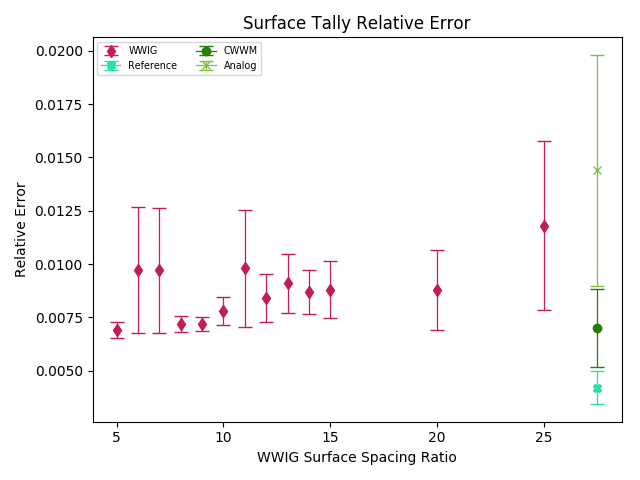 Surface Tally Relative Error
WWIG
Reference
CWWM
Analog
Relative Error
0.0200
0.0175
0.0150
0.0125
0.0100
0.0075
0.0050
5 10 15 20 25
WWIG Surface Spacing Ratio